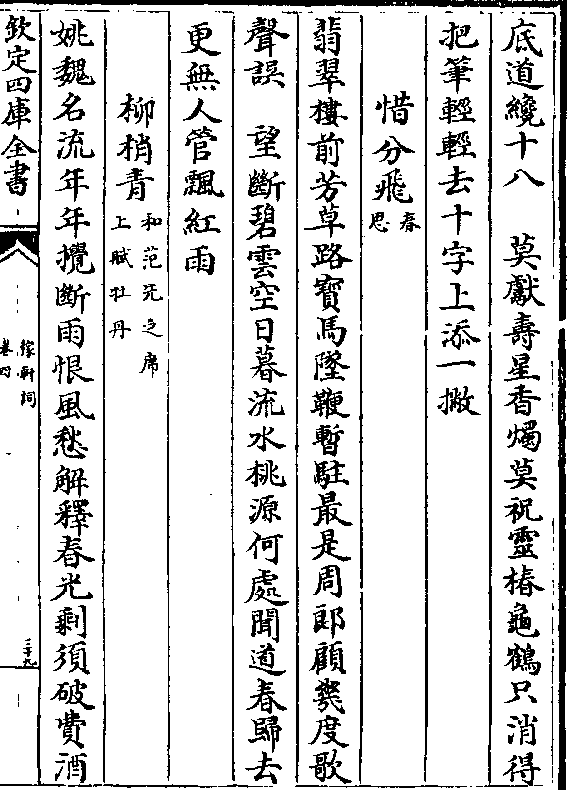 底道纔十八　莫獻壽星香燭莫祝靈椿龜鶴只消得
把筆輕輕去十字上添一撇
惜分飛春思
翡翠樓前芳草路寶馬墜鞭暫駐最是周郎顧幾度歌
聲誤　望斷碧雲空日暮流水桃源何處聞道春歸去
更無人管飄紅雨
柳梢青和范先之席上賦牡丹
姚魏名流年年攬斷雨恨風愁解釋春光剩須破費酒
欽定四庫全書
稼軒詞
卷四
二十九